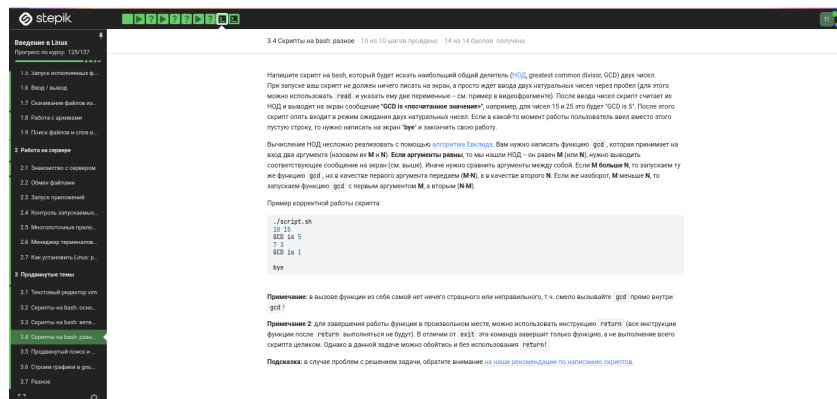 stepik
Введение в Linux
Прогресс по курсу: 125/137
1.5 Запуск исполняемых ф...
1.6 Ввод / вывод
1.7 Скачивание файлов из...
1.8 Работа с архивами
1.9 Поиск файлов и слов в...
2 Работа на сервере
2.1 Знакомство с сервером
2.2 Обмен файлами
2.3 Запуск приложений
2.4 Контроль запускаемых...
2.5 Многопоточные прило...
2.6 Менеджер терминалов...
2.7 Как установить Linux: р...
3 Продвинутые темы
3.1 Текстовый редактор vim
3.2 Скрипты на bash: осно...
3.3 Скрипты на bash: ветв...
3.4 Скрипты на bash: разн...
3.5 Продвинутый поиск и ...
3.6 Строим графики в gnu...
3.7 Разное
3.4 Скрипты на bash: разное 10 из 10 шагов пройдено 14 из 14 баллов получено
Напишите скрипт на bash, который будет искать наибольший общий делитель (НОД, greatest common divisor, GCD) двух чисел.
При запуске ваш скрипт не должен ничего писать на экран, а просто ждет ввода двух натуральных чисел через пробел (для этого
можно использовать read и указать ему две переменные – см. пример в видеофрагменте). После ввода чисел скрипт считает их
НОД и выводит на экран сообщение "GCD is <посчитанное значение>", например, для чисел 15 и 25 это будет "GCD is 5". После этого
скрипт опять входит в режим ожидания двух натуральных чисел. Если в какой-то момент работы пользователь ввел вместо этого
пустую строку, то нужно написать на экран "bye" и закончить свою работу.
Вычисление НОД несложно реализовать с помощью алгоритма Евклида. Вам нужно написать функцию gcd, которая принимает на
вход два аргумента (назовем их M и N). Если аргументы равны, то мы нашли НОД – он равен M (или N), нужно выводить
соответствующее сообщение на экран (см. выше). Иначе нужно сравнить аргументы между собой. Если M больше N, то запускаем ту
же функцию gcd, но в качестве первого аргумента передаем (M-N), а в качестве второго N. Если же наоборот, M меньше N, то
запускаем функцию gcd с первым аргументом M, а вторым (N-M).
Пример корректной работы скрипта:
./script.sh
10 15
GCD is 5
7 3
GCD is 1
bye
Примечание: в вызове функции из себя самой нет ничего страшного или неправильного, т.ч. смело вызывайте gcd прямо внутри
gcd!
Примечание 2: для завершения работы функции в произвольном месте, можно использовать инструкцию return (все инструкции
функции после return выполняться не будут). В отличии от exit эта команда завершит только функцию, а не выполнение всего
скрипта целиком. Однако в данной задаче можно обойтись и без использования return!
Подсказка: в случае проблем с решением задачи, обратите внимание на наши рекомендации по написанию скриптов.